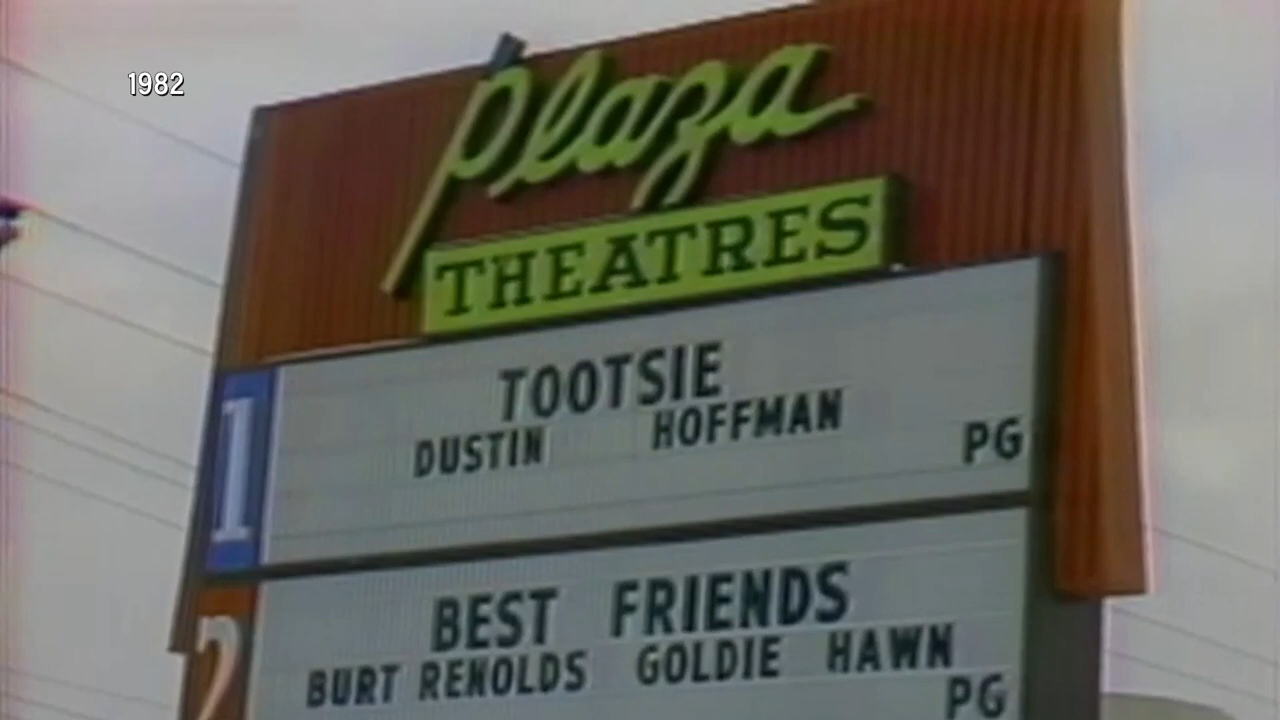 1982
Plaza
THEATRES
1
TOOTSIE
DUSTIN HOFFMAN
PG
2
BEST FRIENDS
BURT RENOLDS GOLDIE HAWN
PG